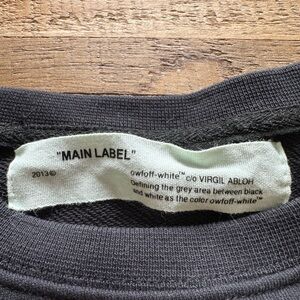 "MAIN LABEL"
2013©
owfoff-white™ c/o VIRGIL ABLOH
Defining the grey area between black
and white as the color owfoff-white™